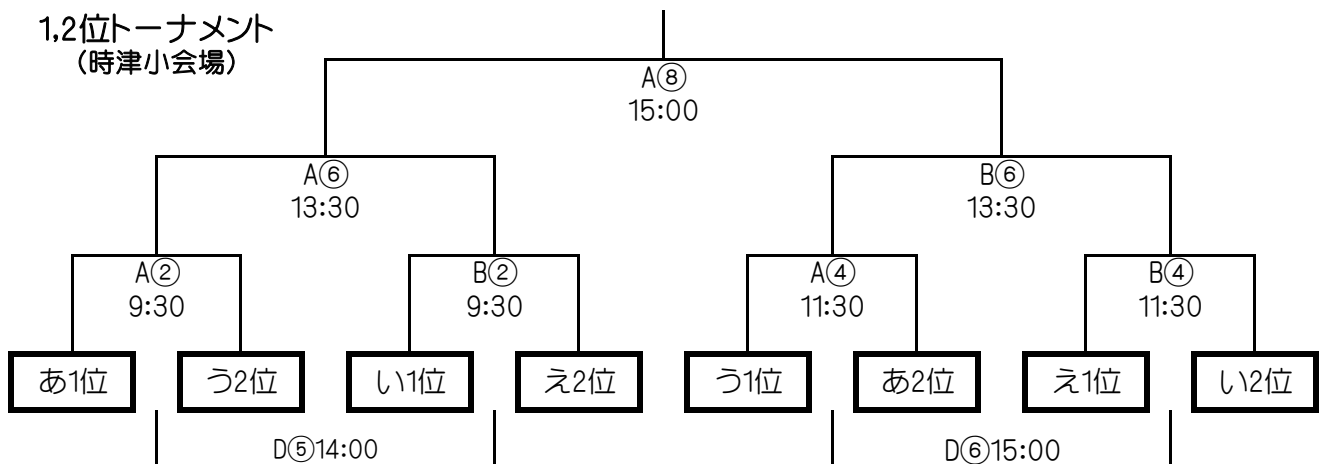 1,2位トーナメント
(時津小会場)
A⑧
15:00
A⑥
13:30
B⑥
13:30
A②
9:30
B②
9:30
A④
11:30
B④
11:30
あ1位
う2位
い1位
え2位
う1位
あ2位
え1位
い2位
D⑤14:00
D⑥15:00